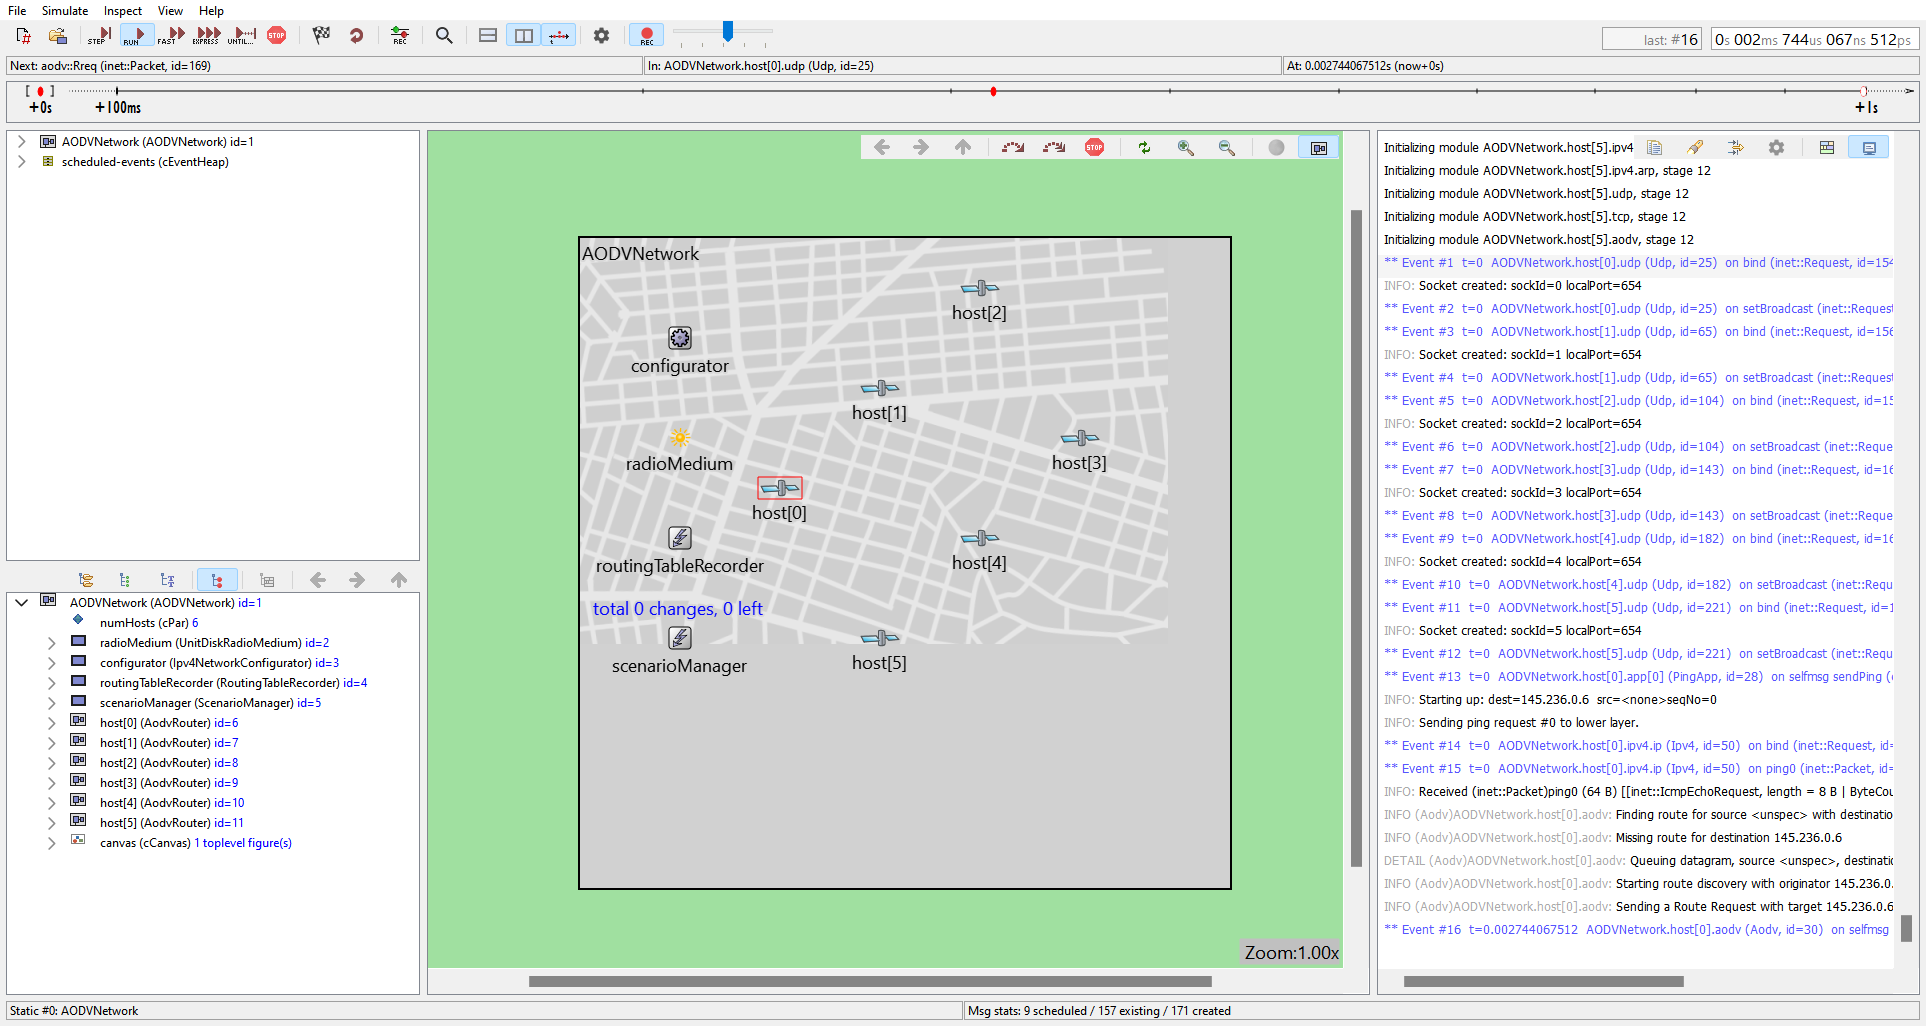 File Simulate Inspect View Help
STEP RUN FAST EXPRESS UNTIL... STOP REC REC
last: #16 0s 002ms 744us 067ns 512ps
Next: aodv::Rreq (inet::Packet, id=169) In: AODVNetwork.host[0].udp (Udp, id=25) At: 0.002744067512s (now+0s)
[ ]
+0s +100ms +1s
AODVNetwork (AODVNetwork) id=1
scheduled-events (cEventHeap)
AODVNetwork (AODVNetwork) id=1
numHosts (cPar) 6
radioMedium (UnitDiskRadioMedium) id=2
configurator (Ipv4NetworkConfigurator) id=3
routingTableRecorder (RoutingTableRecorder) id=4
scenarioManager (ScenarioManager) id=5
host[0] (AodvRouter) id=6
host[1] (AodvRouter) id=7
host[2] (AodvRouter) id=8
host[3] (AodvRouter) id=9
host[4] (AodvRouter) id=10
host[5] (AodvRouter) id=11
canvas (cCanvas) 1 toplevel figure(s)
STOP
AODVNetwork
host[2]
configurator
host[1]
radioMedium
host[3]
host[0]
routingTableRecorder
host[4]
total 0 changes, 0 left
scenarioManager
host[5]
Zoom:1.00x
Initializing module AODVNetwork.host[5].ipv4
Initializing module AODVNetwork.host[5].ipv4.arp, stage 12
Initializing module AODVNetwork.host[5].udp, stage 12
Initializing module AODVNetwork.host[5].tcp, stage 12
Initializing module AODVNetwork.host[5].aodv, stage 12
** Event #1 t=0 AODVNetwork.host[0].udp (Udp, id=25) on bind (inet::Request, id=154
INFO: Socket created: sockId=0 localPort=654
** Event #2 t=0 AODVNetwork.host[0].udp (Udp, id=25) on setBroadcast (inet::Request
** Event #3 t=0 AODVNetwork.host[1].udp (Udp, id=65) on bind (inet::Request, id=156
INFO: Socket created: sockId=1 localPort=654
** Event #4 t=0 AODVNetwork.host[1].udp (Udp, id=65) on setBroadcast (inet::Request
** Event #5 t=0 AODVNetwork.host[2].udp (Udp, id=104) on bind (inet::Request, id=15
INFO: Socket created: sockId=2 localPort=654
** Event #6 t=0 AODVNetwork.host[2].udp (Udp, id=104) on setBroadcast (inet::Reque
** Event #7 t=0 AODVNetwork.host[3].udp (Udp, id=143) on bind (inet::Request, id=16
INFO: Socket created: sockId=3 localPort=654
** Event #8 t=0 AODVNetwork.host[3].udp (Udp, id=143) on setBroadcast (inet::Reque
** Event #9 t=0 AODVNetwork.host[4].udp (Udp, id=182) on bind (inet::Request, id=16
INFO: Socket created: sockId=4 localPort=654
** Event #10 t=0 AODVNetwork.host[4].udp (Udp, id=182) on setBroadcast (inet::Requ
** Event #11 t=0 AODVNetwork.host[5].udp (Udp, id=221) on bind (inet::Request, id=1
INFO: Socket created: sockId=5 localPort=654
** Event #12 t=0 AODVNetwork.host[5].udp (Udp, id=221) on setBroadcast (inet::Requ
** Event #13 t=0 AODVNetwork.host[0].app[0] (PingApp, id=28) on selfmsg sendPing (
INFO: Starting up: dest=145.236.0.6 src=<none>seqNo=0
INFO: Sending ping request #0 to lower layer.
** Event #14 t=0 AODVNetwork.host[0].ipv4.ip (Ipv4, id=50) on bind (inet::Request, id=
** Event #15 t=0 AODVNetwork.host[0].ipv4.ip (Ipv4, id=50) on ping0 (inet::Packet, id=
INFO: Received (inet::Packet)ping0 (64 B) [[inet::IcmpEchoRequest, length = 8 B | ByteCou
INFO (Aodv)AODVNetwork.host[0].aodv: Finding route for source <unspec> with destinatio
INFO (Aodv)AODVNetwork.host[0].aodv: Missing route for destination 145.236.0.6
DETAIL (Aodv)AODVNetwork.host[0].aodv: Queuing datagram, source <unspec>, destinatio
INFO (Aodv)AODVNetwork.host[0].aodv: Starting route discovery with originator 145.236.0.
INFO (Aodv)AODVNetwork.host[0].aodv: Sending a Route Request with target 145.236.0.6
** Event #16 t=0.002744067512 AODVNetwork.host[0].aodv (Aodv, id=30) on selfmsg
Static #0: AODVNetwork Msg stats: 9 scheduled / 157 existing / 171 created